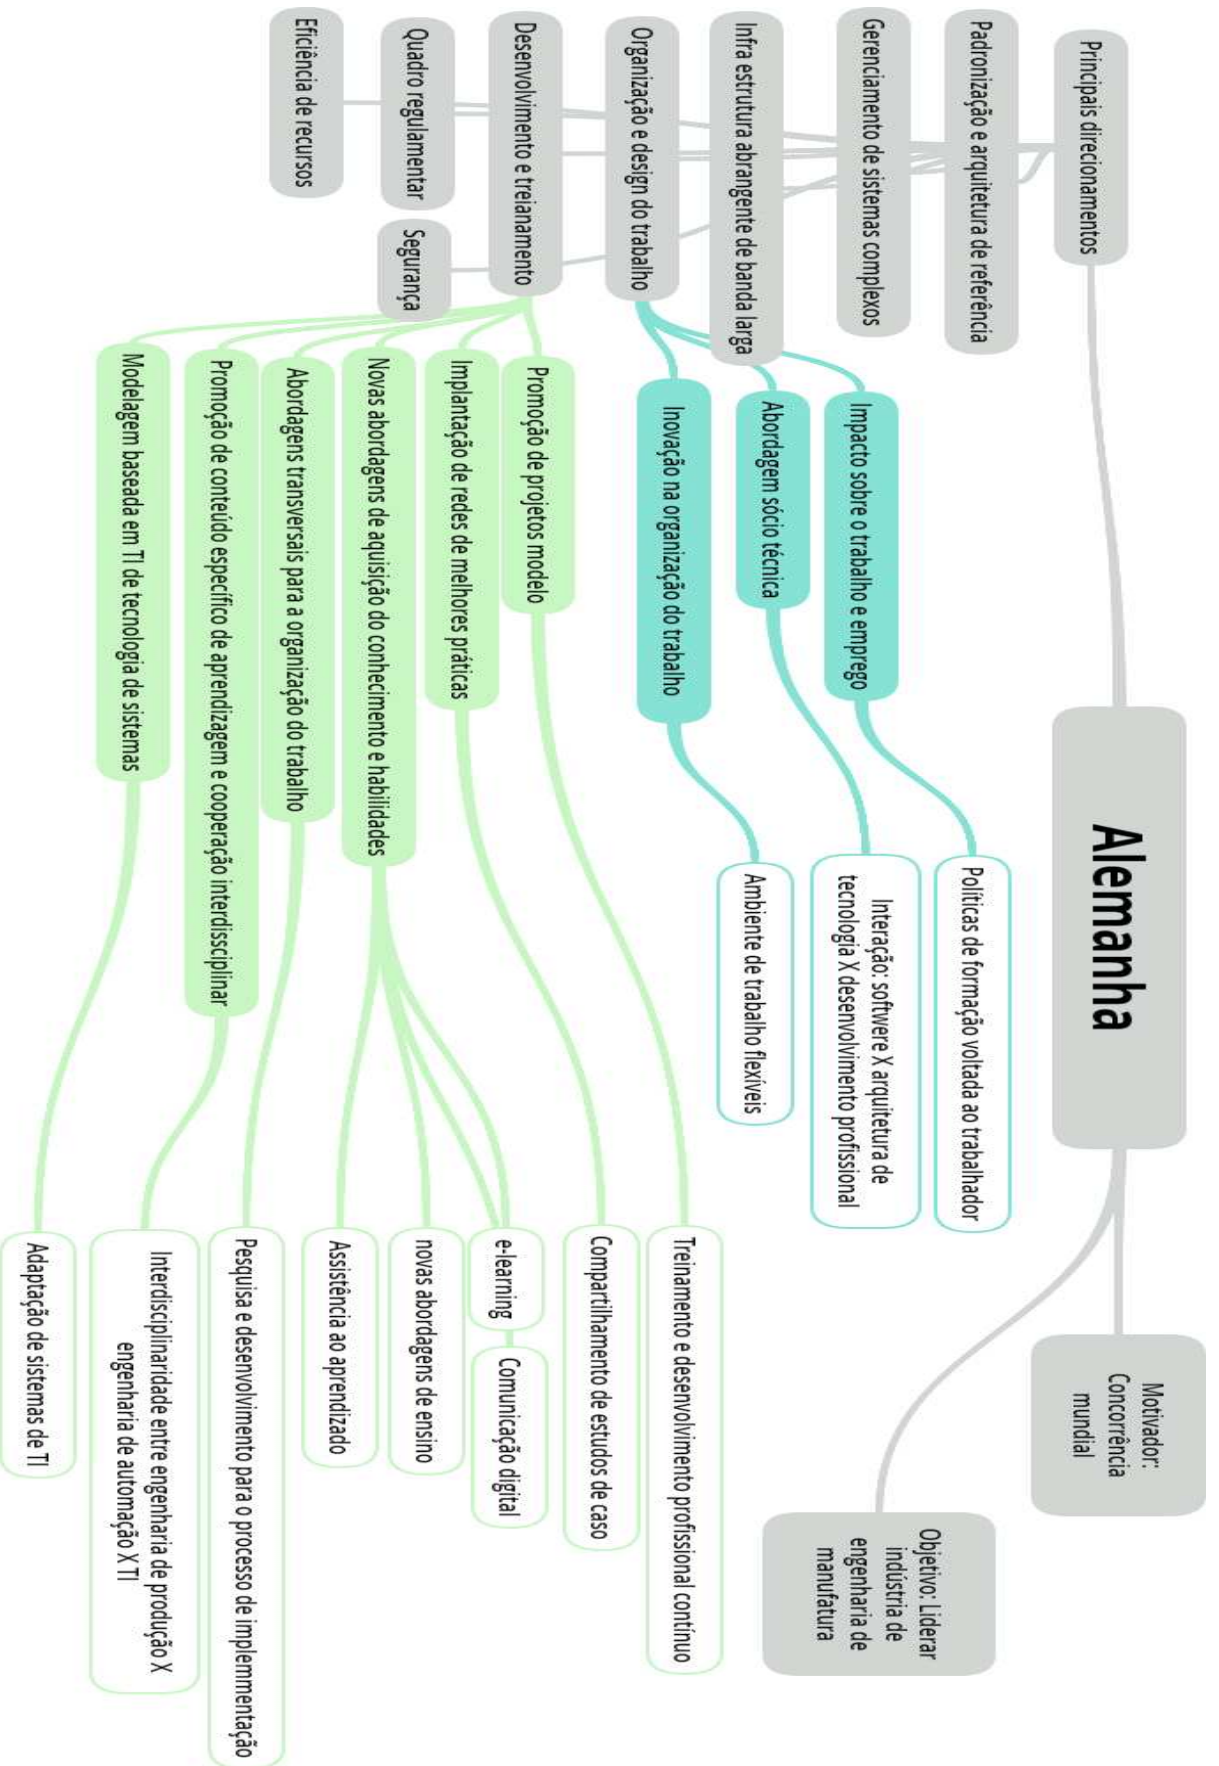 Alemanha
Motivador:
Concorrência
mundial
Objetivo: Liderar
indústria de
engenharia de
manufatura
Principais direcionamentos
Padronização e arquitetura de referência
Gerenciamento de sistemas complexos
Infra estrutura abrangente de banda larga
Organização e design do trabalho
Impacto sobre o trabalho e emprego
Políticas de formação voltada ao trabalhador
Abordagem sócio técnica
Interação: softwere X arquitetura de
tecnologia X desenvolvimento profissional
Inovação na organização do trabalho
Ambiente de trabalho flexíveis
Desenvolvimento e treianamento
Promoção de projetos modelo
Treinamento e desenvolvimento profissional contínuo
Implantação de redes de melhores práticas
Compartilhamento de estudos de caso
Novas abordagens de aquisição do conhecimento e habilidades
e-learning
Comunicação digital
novas abordagens de ensino
Assistência ao aprendizado
Abordagens transversais para a organização do trabalho
Pesquisa e desenvolvimento para o processo de implemmentação
Promoção de conteúdo específico de aprendizagem e cooperação interdissciplinar
Interdisciplinaridade entre engenharia de produção X
engenharia de automação X TI
Modelagem baseada em TI de tecnologia de sistemas
Adaptação de sistemas de TI
Quadro regulamentar
Segurança
Eficiência de recursos